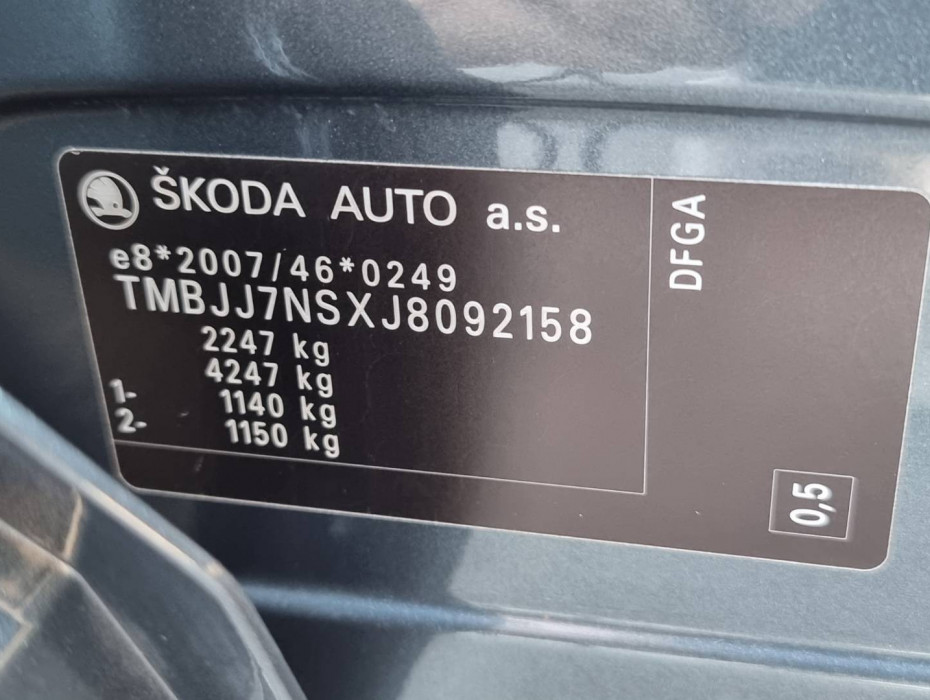 ŠKODA AUTO a.s.
e8*2007/46*0249
TMBJJ7NSXJ8092158
2247 kg
4247 kg
1- 1140 kg
2- 1150 kg
DFGA
0,5